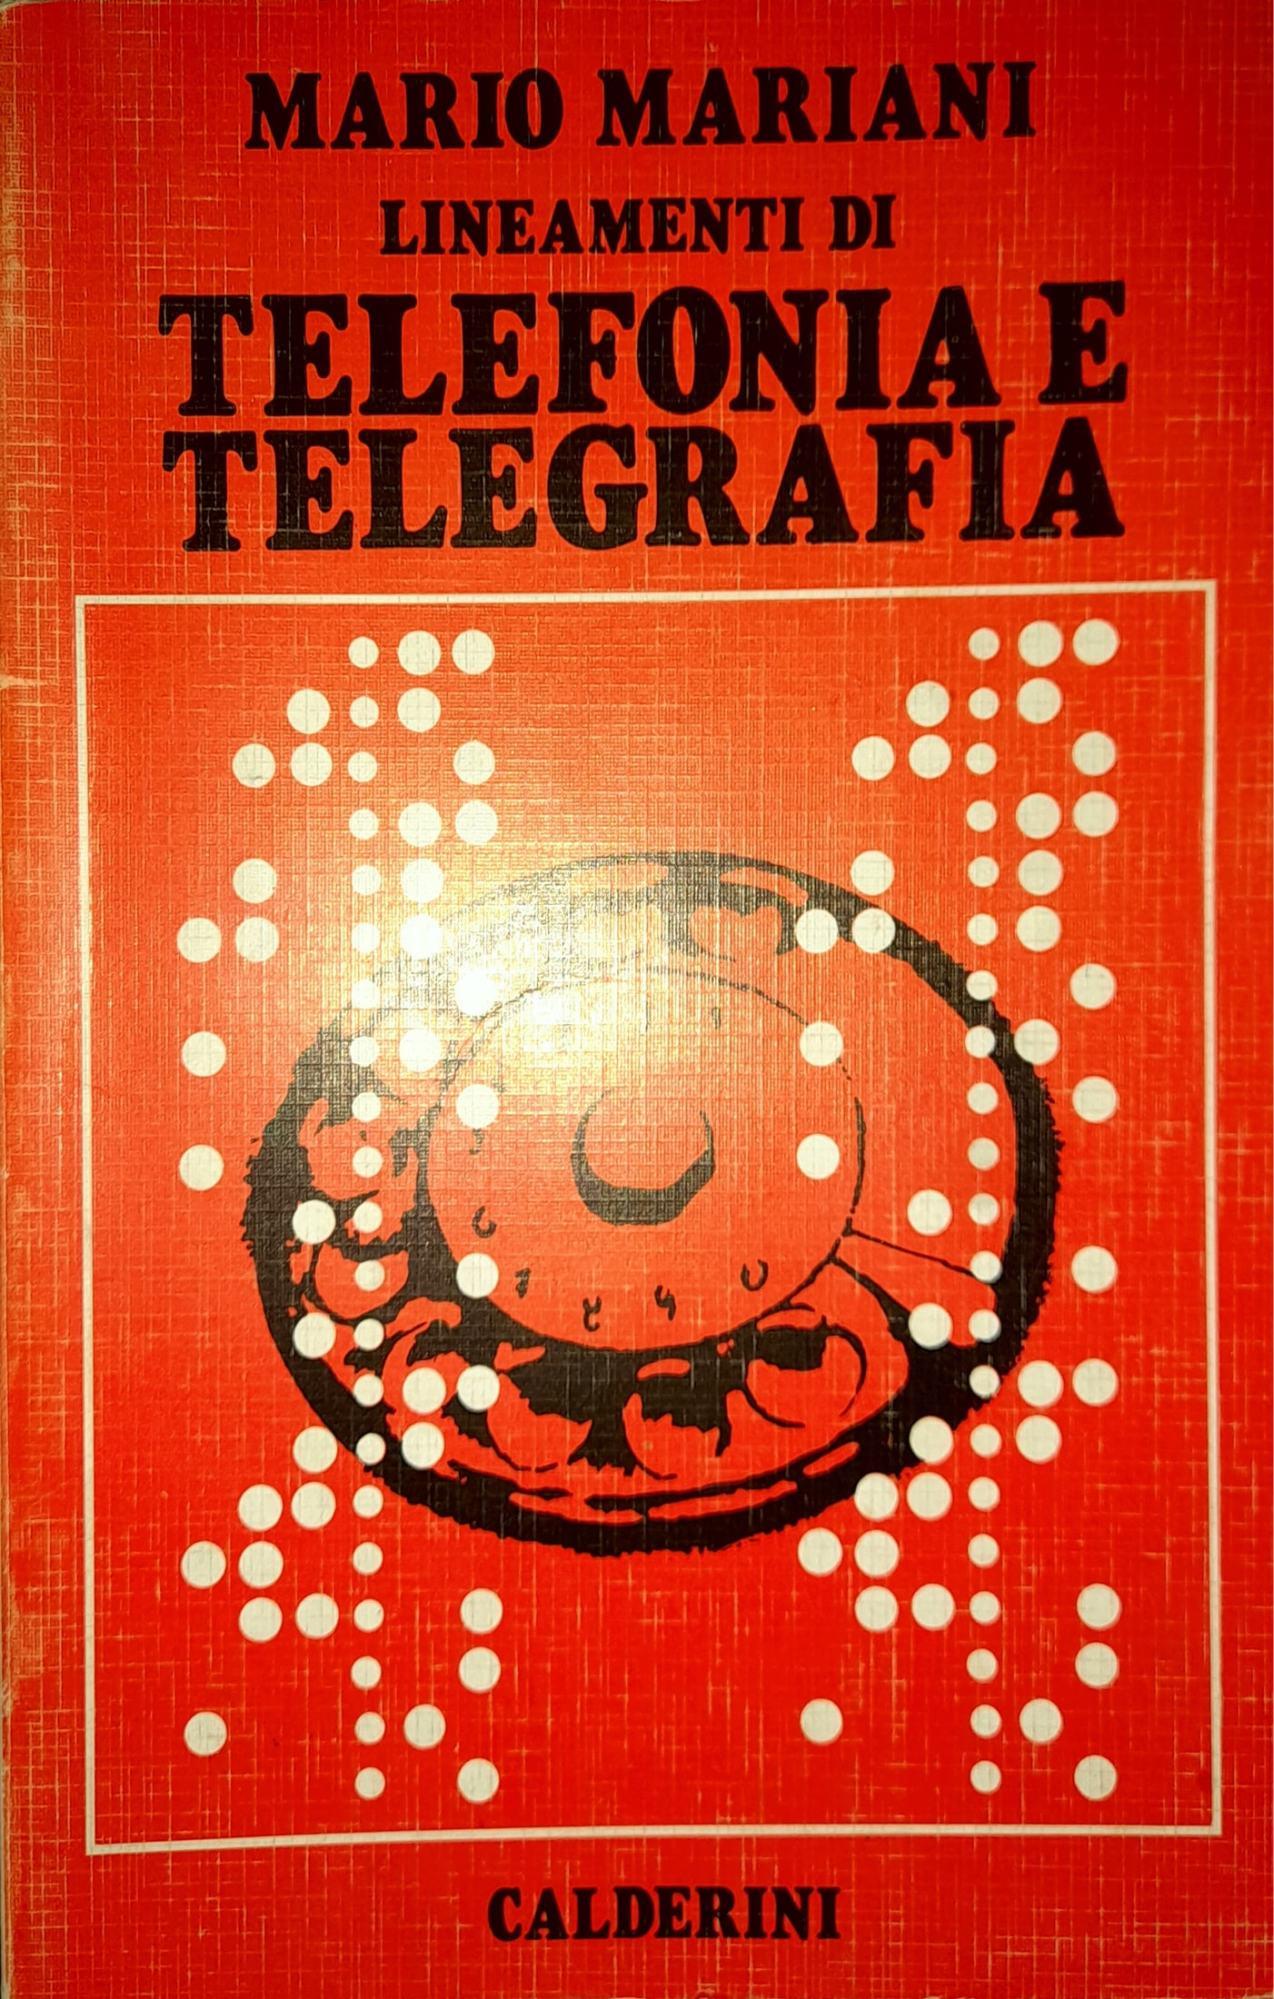 MARIO MARIANI
LINEAMENTI DI
TELEFONIA E
TELEGRAFIA
CALDERINI